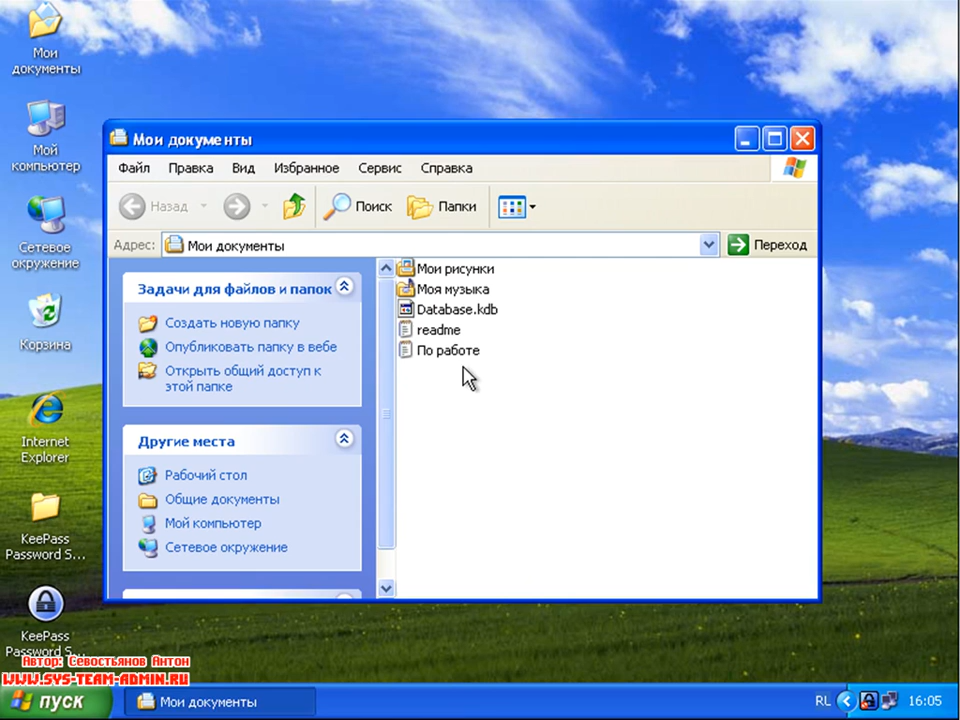 Мои
документы
Мой
компьютер
Сетевое
окружение
Корзина
Internet
Explorer
KeePass
Password S...
KeePass
Password S...
Мои документы
Файл Правка Вид Избранное Сервис Справка
Назад Поиск Папки
Адрес: Мои документы Переход
Задачи для файлов и папок
Создать новую папку
Опубликовать папку в вебе
Открыть общий доступ к
этой папке
Другие места
Рабочий стол
Общие документы
Мой компьютер
Сетевое окружение
Мои рисунки
Моя музыка
Database.kdb
readme
По работе
Автор: Севостьянов Антон
WWW.SYS-TEAM-ADMIN.RU
пуск Мои документы RL 16:05